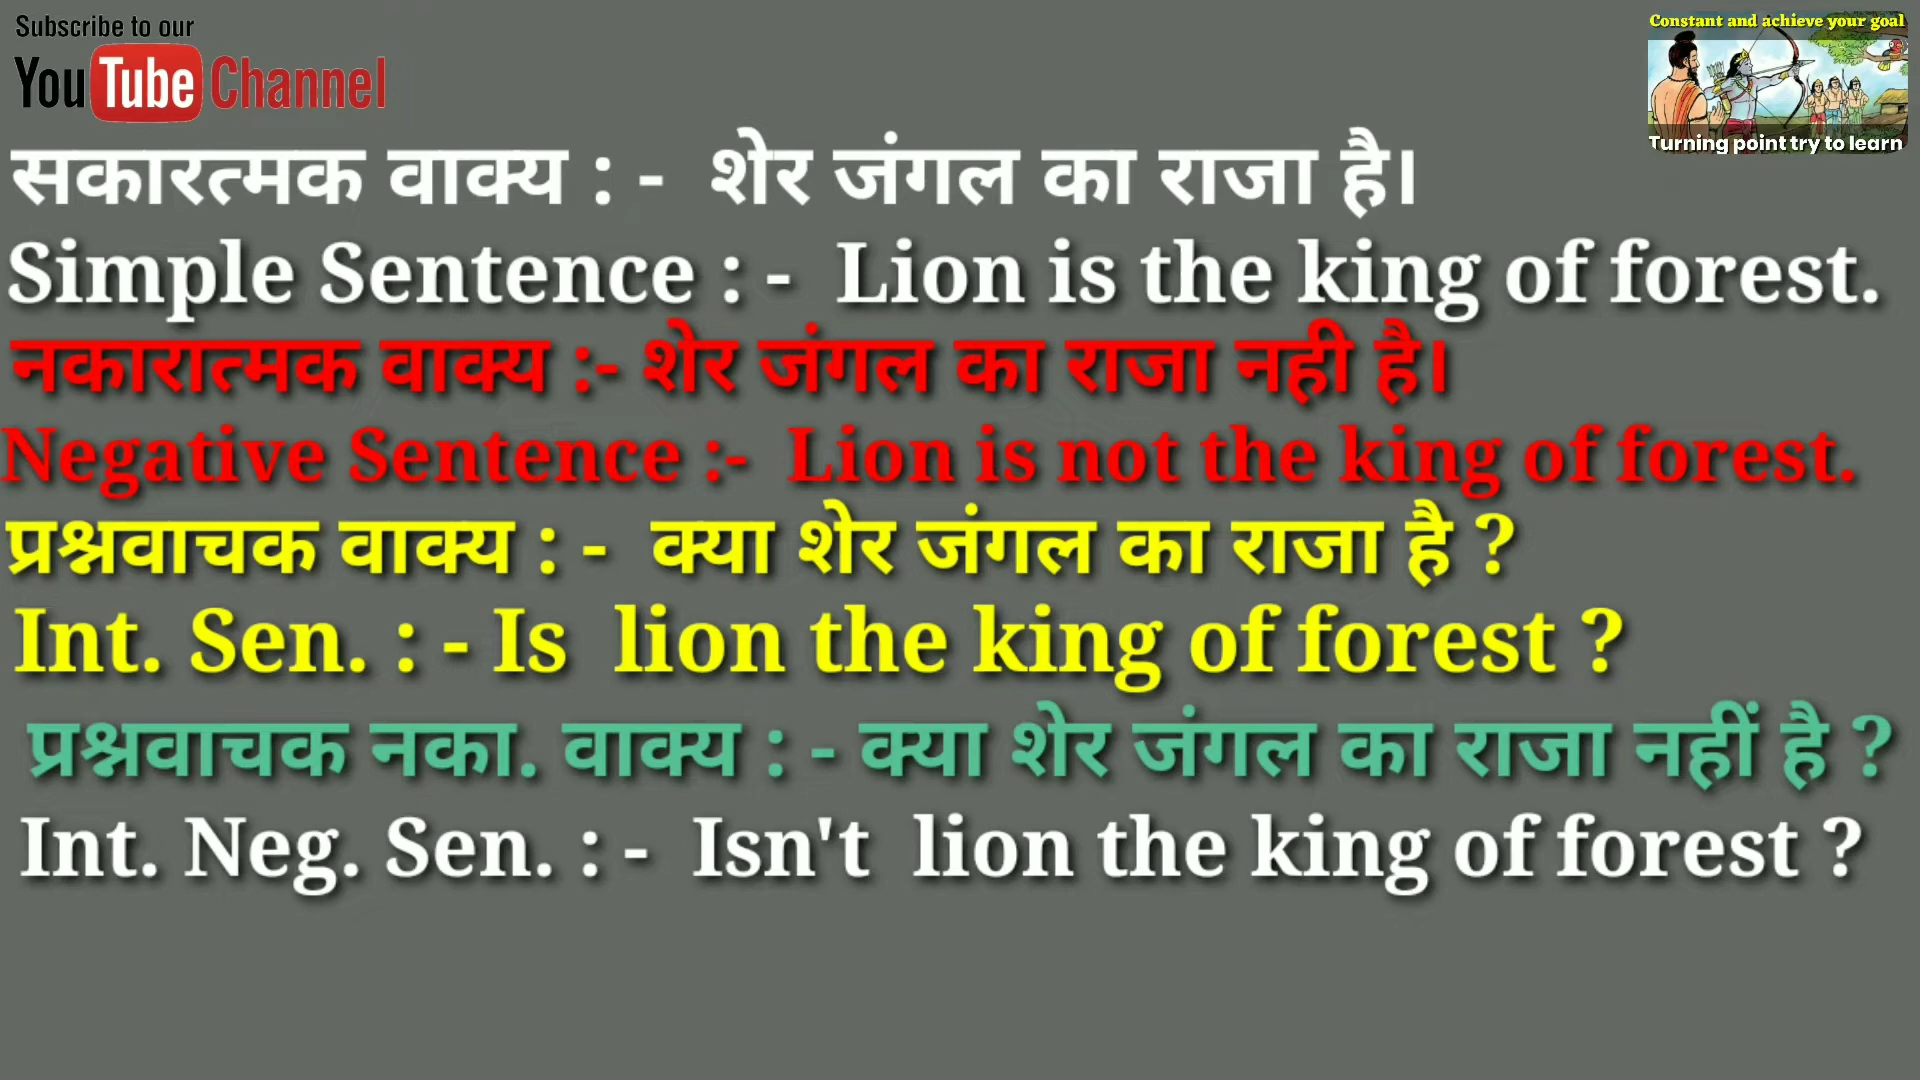 Subscribe to our
YouTube Channel
Constant and achieve your goal
Turning point try to learn
सकारत्मक वाक्य : - शेर जंगल का राजा है।
Simple Sentence : - Lion is the king of forest.
नकारात्मक वाक्य :- शेर जंगल का राजा नही है।
Negative Sentence :- Lion is not the king of forest.
प्रश्नवाचक वाक्य : - क्या शेर जंगल का राजा है ?
Int. Sen. : - Is lion the king of forest ?
प्रश्नवाचक नका. वाक्य : - क्या शेर जंगल का राजा नहीं है ?
Int. Neg. Sen. : - Isn't lion the king of forest ?